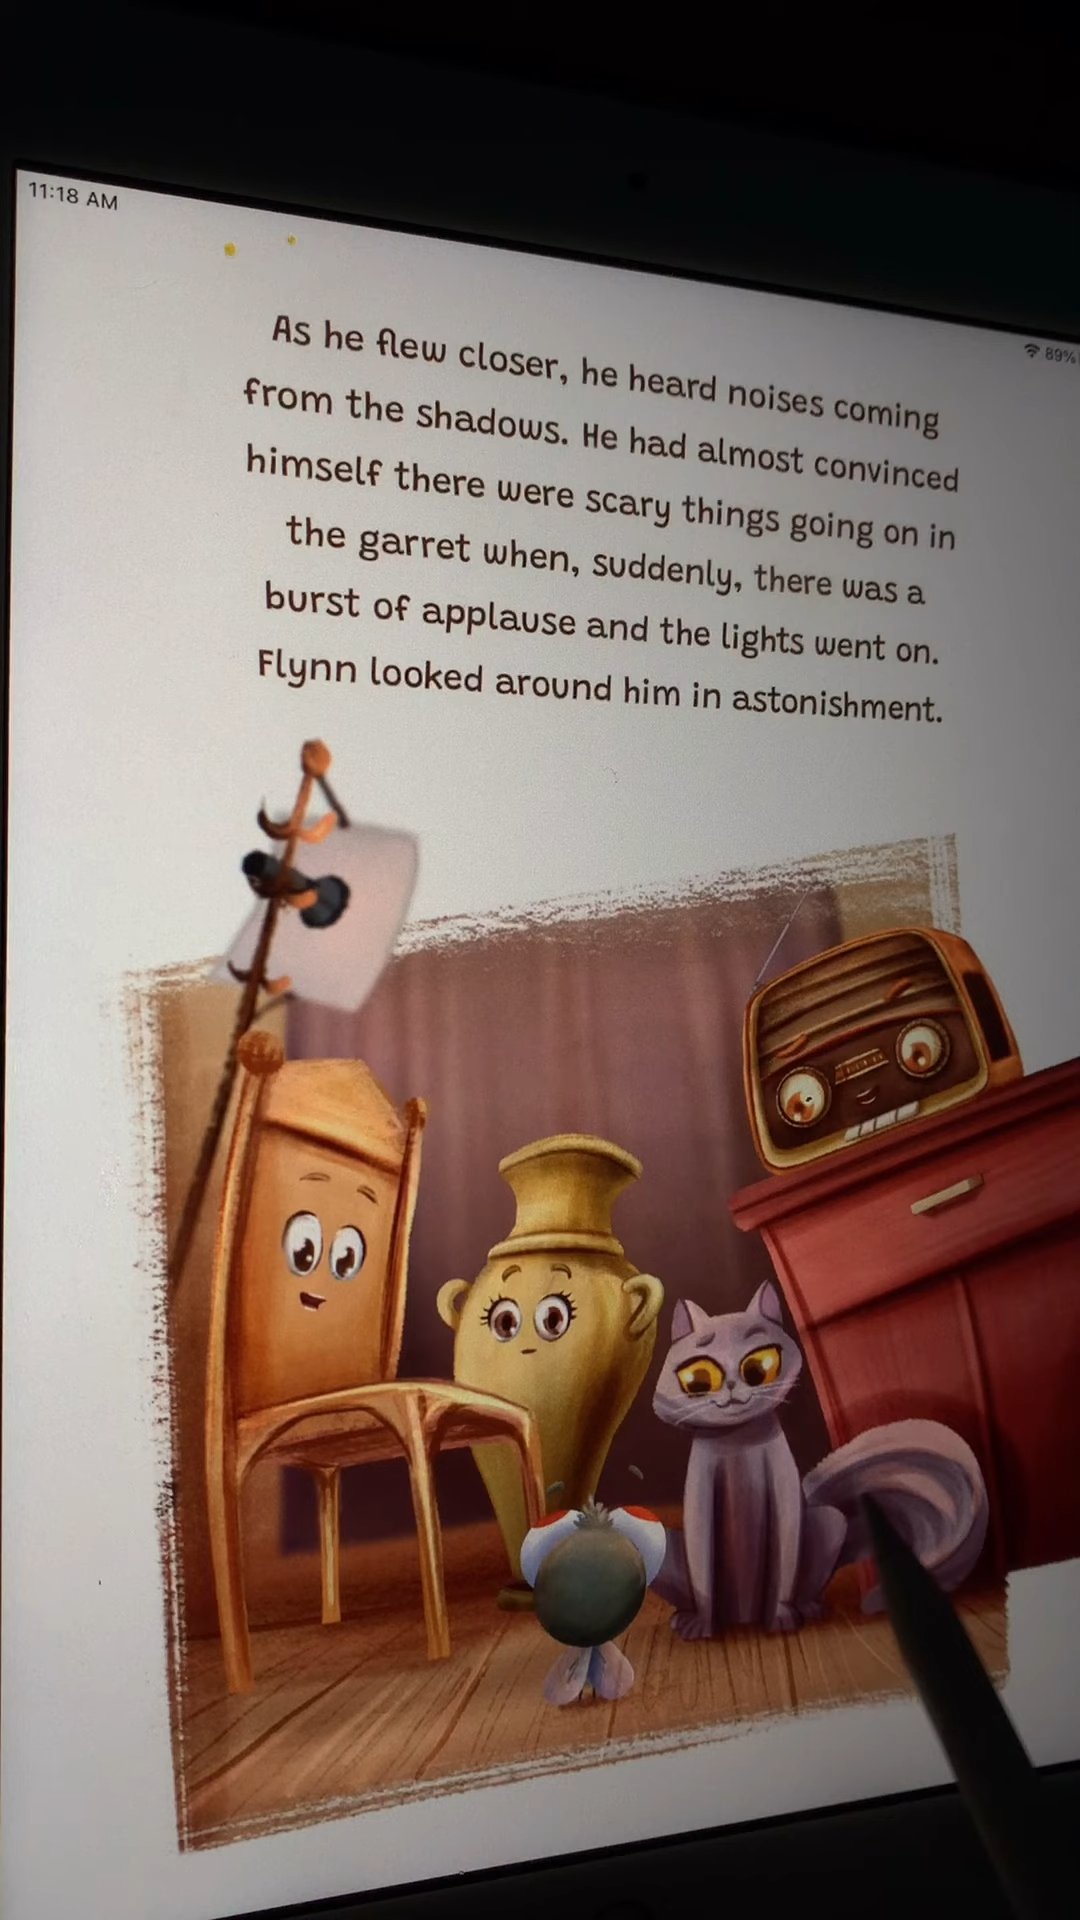 11:18 AM
89%
As he flew closer, he heard noises coming
from the shadows. He had almost convinced
himself there were scary things going on in
the garret when, suddenly, there was a
burst of applause and the lights went on.
Flynn looked around him in astonishment.